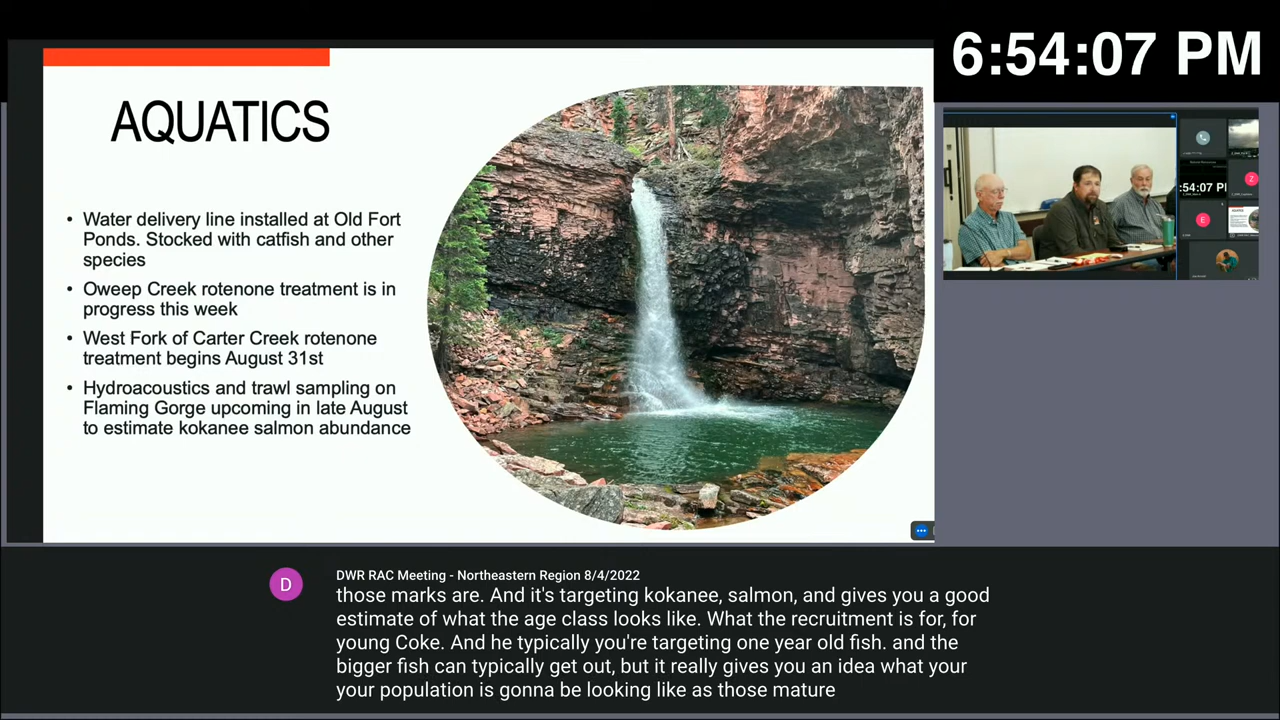 6:54:07 PM
AQUATICS
• Water delivery line installed at Old Fort
Ponds. Stocked with catfish and other
species
• Oweep Creek rotenone treatment is in
progress this week
• West Fork of Carter Creek rotenone
treatment begins August 31st
• Hydroacoustics and trawl sampling on
Flaming Gorge upcoming in late August
to estimate kokanee salmon abundance
:54:07 PM
Z
E
D
DWR RAC Meeting - Northeastern Region 8/4/2022
those marks are. And it's targeting kokanee, salmon, and gives you a good
estimate of what the age class looks like. What the recruitment is for, for
young Coke. And he typically you're targeting one year old fish. and the
bigger fish can typically get out, but it really gives you an idea what your
your population is gonna be looking like as those mature